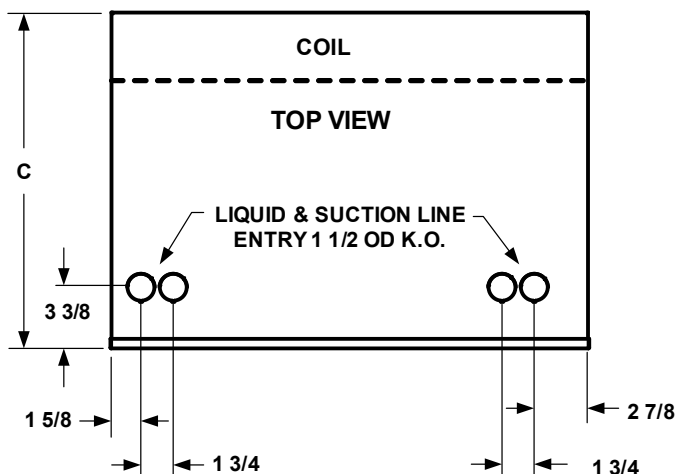 COIL
TOP VIEW
C
LIQUID & SUCTION LINE
ENTRY 1 1/2 OD K.O.
3 3/8
1 5/8
2 7/8
1 3/4
1 3/4